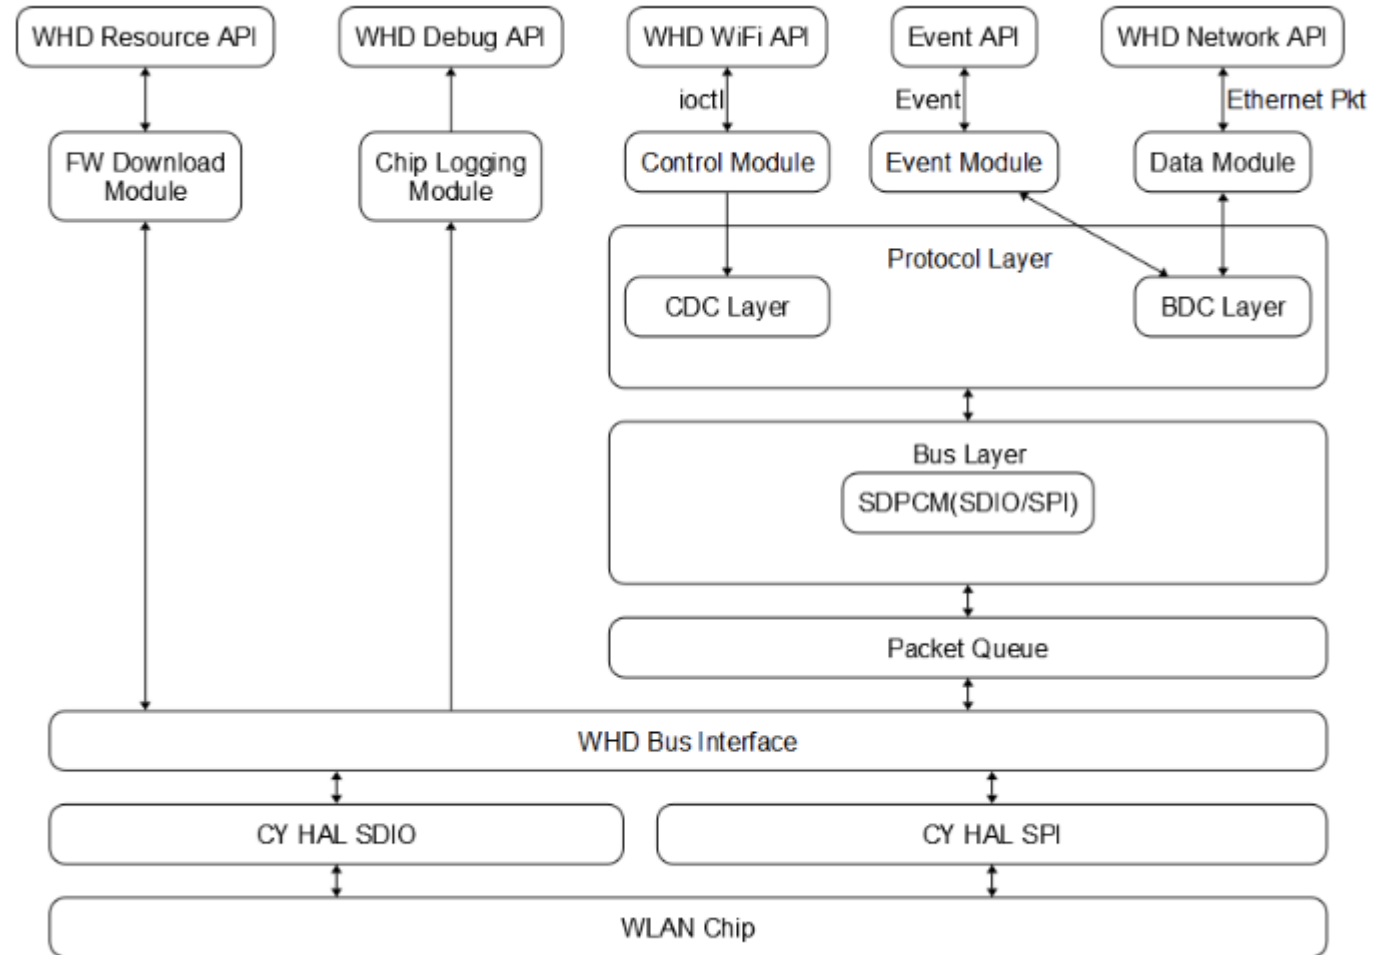 WHD Resource API
WHD Debug API
WHD WiFi API
Event API
WHD Network API
ioctl
Event
Ethernet Pkt
FW Download
Module
Chip Logging
Module
Control Module
Event Module
Data Module
Protocol Layer
CDC Layer
BDC Layer
Bus Layer
SDPCM(SDIO/SPI)
Packet Queue
WHD Bus Interface
CY HAL SDIO
CY HAL SPI
WLAN Chip